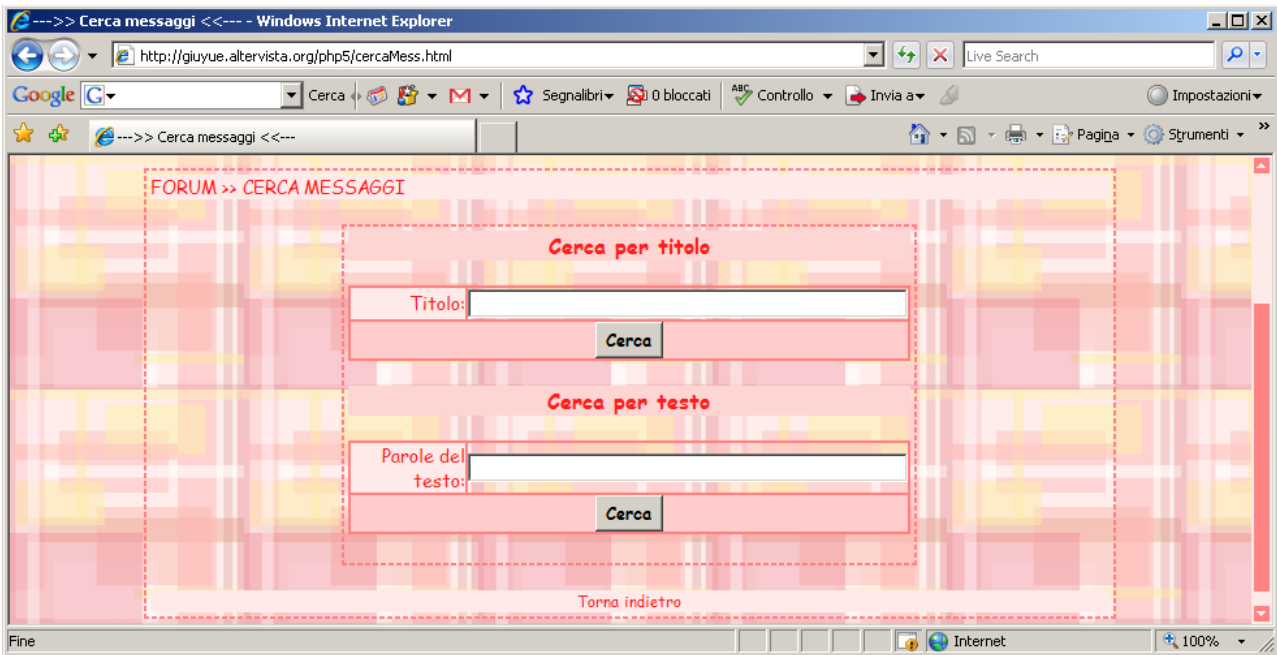 --->> Cerca messaggi <<--- - Windows Internet Explorer
http://giuyue.altervista.org/php5/cercaMess.html
Live Search
Google G Cerca Segnalibri 0 bloccati ABC Controllo Invia a Impostazioni
--->> Cerca messaggi <<---
Pagina Strumenti >>
FORUM >> CERCA MESSAGGI
Cerca per titolo
Titolo:
Cerca
Cerca per testo
Parole del
testo:
Cerca
Torna indietro
Fine Internet 100%